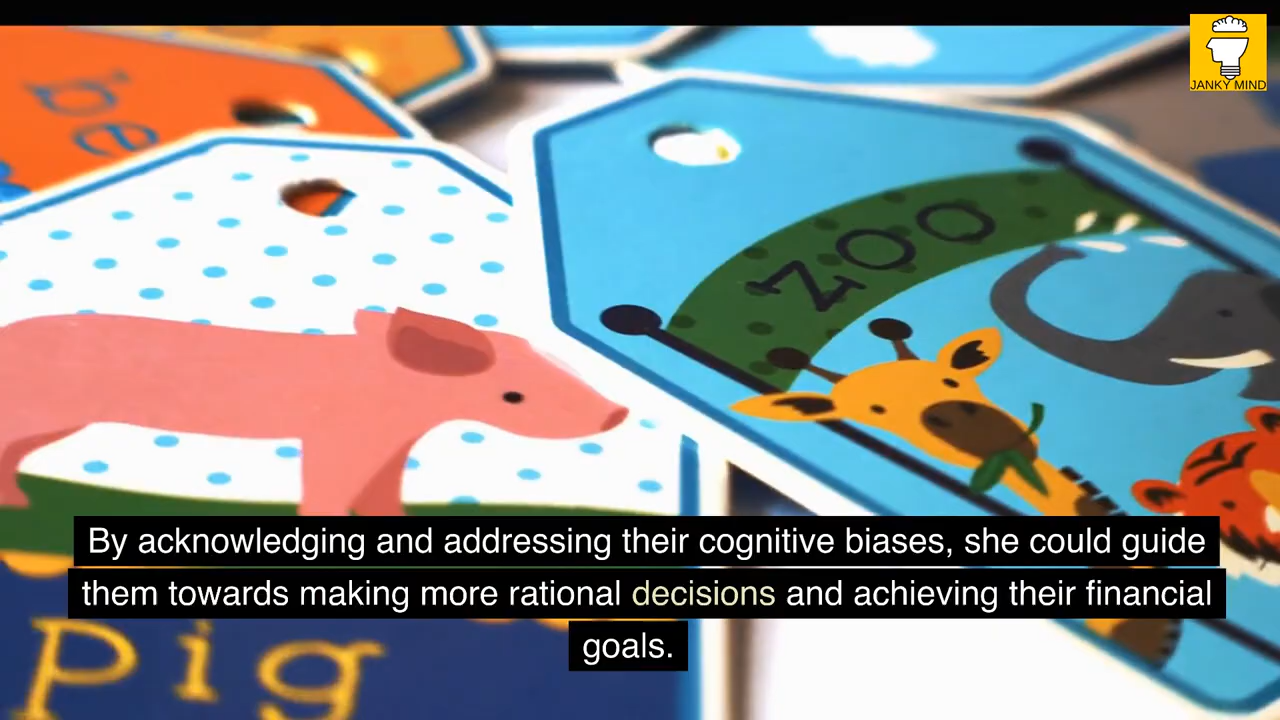 JANKY MIND
be
ZOO
By acknowledging and addressing their cognitive biases, she could guide
them towards making more rational decisions and achieving their financial
goals.
pig